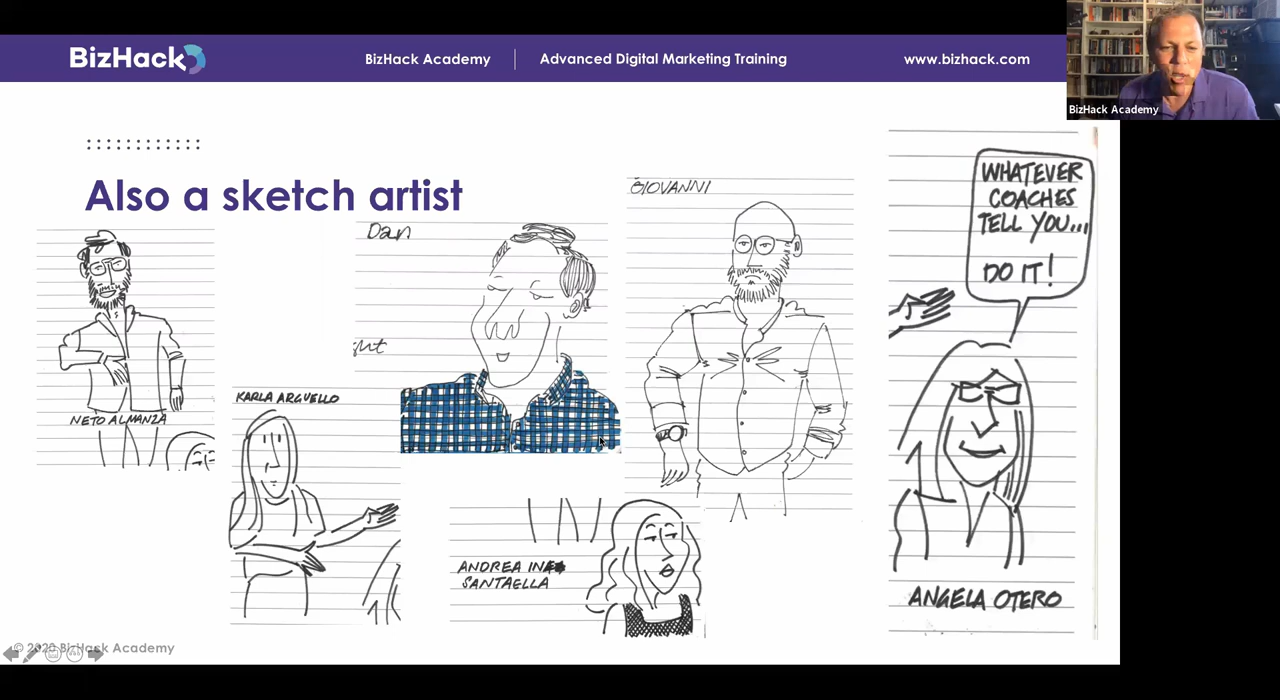 BizHack
BizHack Academy
Advanced Digital Marketing Training
www.bizhack.com
BizHack Academy
Also a sketch artist
NETO ALMANZA
KARLA ARGUELLO
Dan
GIOVANNI
ANDREA
SANTAELLA
WHATEVER
COACHES
TELL YOU...
DO IT!
ANGELA OTERO
© 2020 BizHack Academy